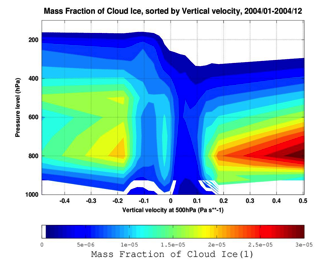 Mass Fraction of Cloud Ice, sorted by Vertical velocity, 2004/01-2004/12
Pressure level (hPa)
200
400
600
800
1000
-0.4 -0.3 -0.2 -0.1 0 0.1 0.2 0.3 0.4 0.5
Vertical velocity at 500hPa (Pa s**-1)
0 5e-06 1e-05 1.5e-05 2e-05 2.5e-05 3e-05
Mass Fraction of Cloud Ice(1)